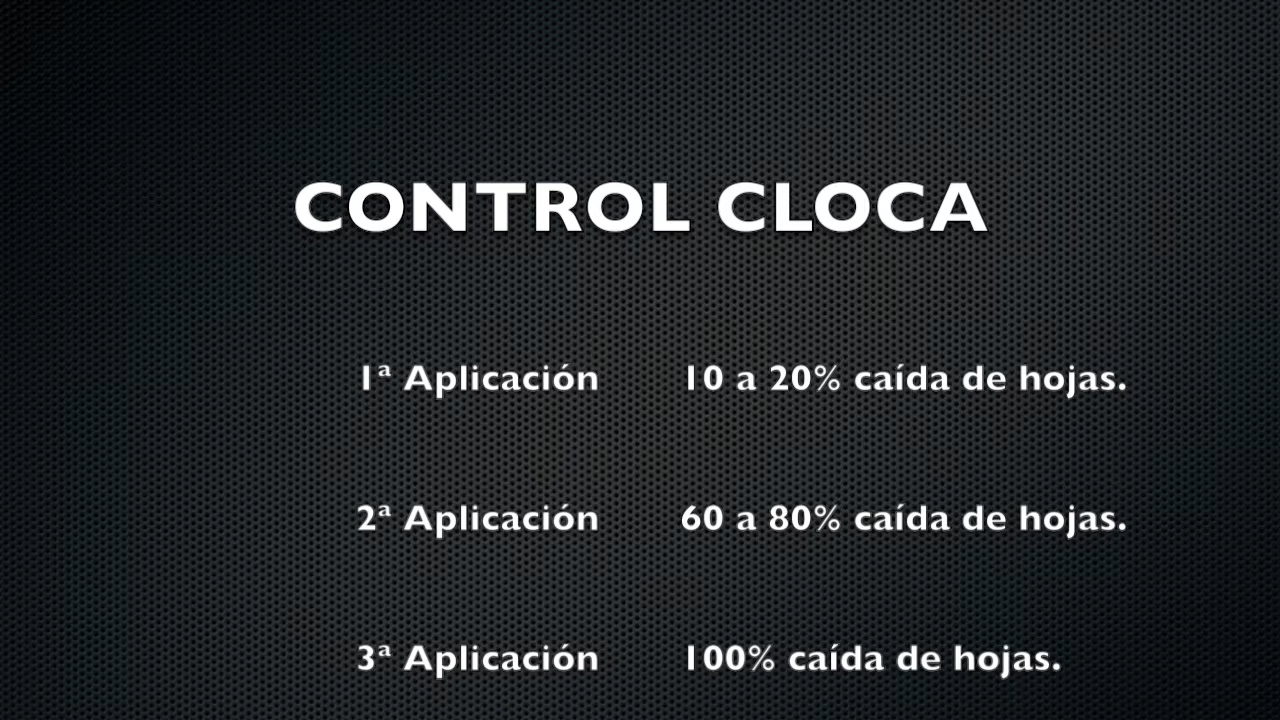 CONTROL CLOCA
1ª Aplicación 10 a 20% caída de hojas.
2ª Aplicación 60 a 80% caída de hojas.
3ª Aplicación 100% caída de hojas.